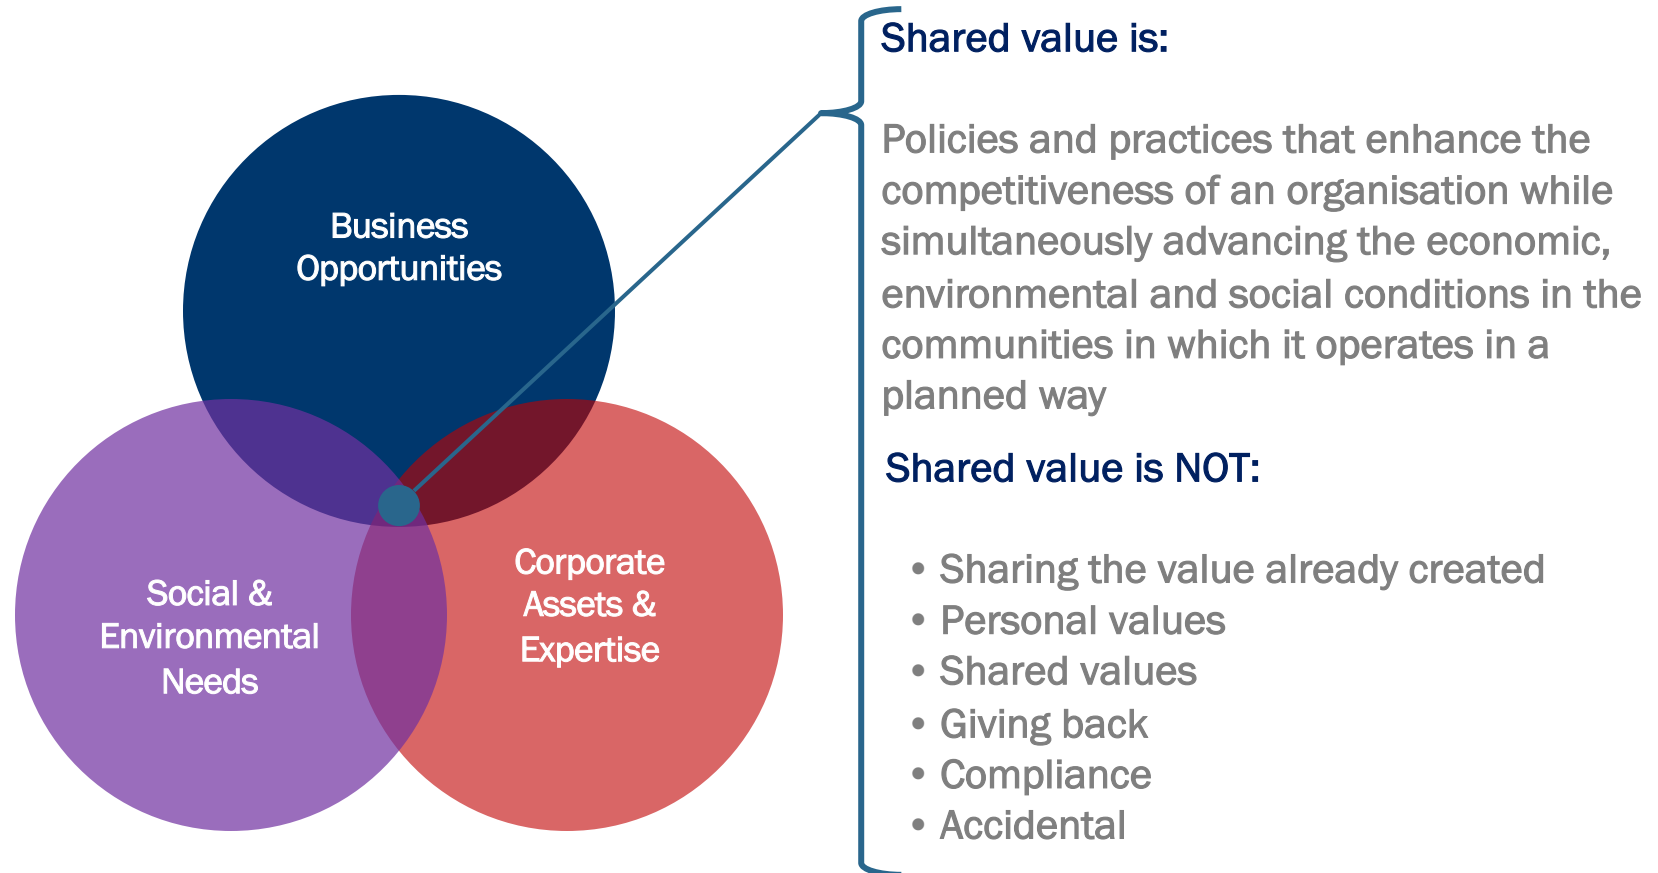 Business
Opportunities
Social &
Environmental
Needs
Corporate
Assets &
Expertise
Shared value is:
Policies and practices that enhance the
competitiveness of an organisation while
simultaneously advancing the economic,
environmental and social conditions in the
communities in which it operates in a
planned way
Shared value is NOT:
• Sharing the value already created
• Personal values
• Shared values
• Giving back
• Compliance
• Accidental